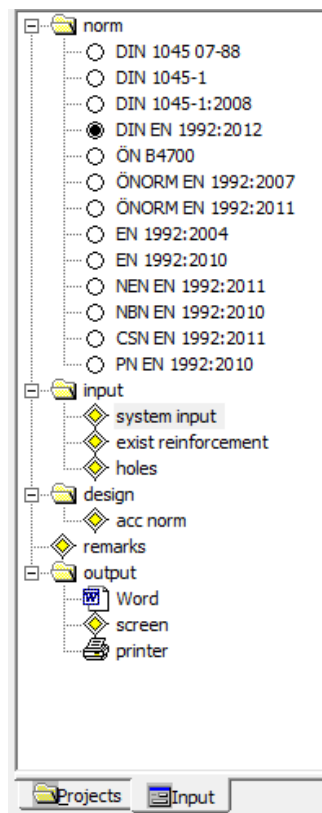 norm
DIN 1045 07-88
DIN 1045-1
DIN 1045-1:2008
DIN EN 1992:2012
ÖN B4700
ÖNORM EN 1992:2007
ÖNORM EN 1992:2011
EN 1992:2004
EN 1992:2010
NEN EN 1992:2011
NBN EN 1992:2010
CSN EN 1992:2011
PN EN 1992:2010
input
system input
exist reinforcement
holes
design
acc norm
remarks
output
Word
screen
printer
Projects Input